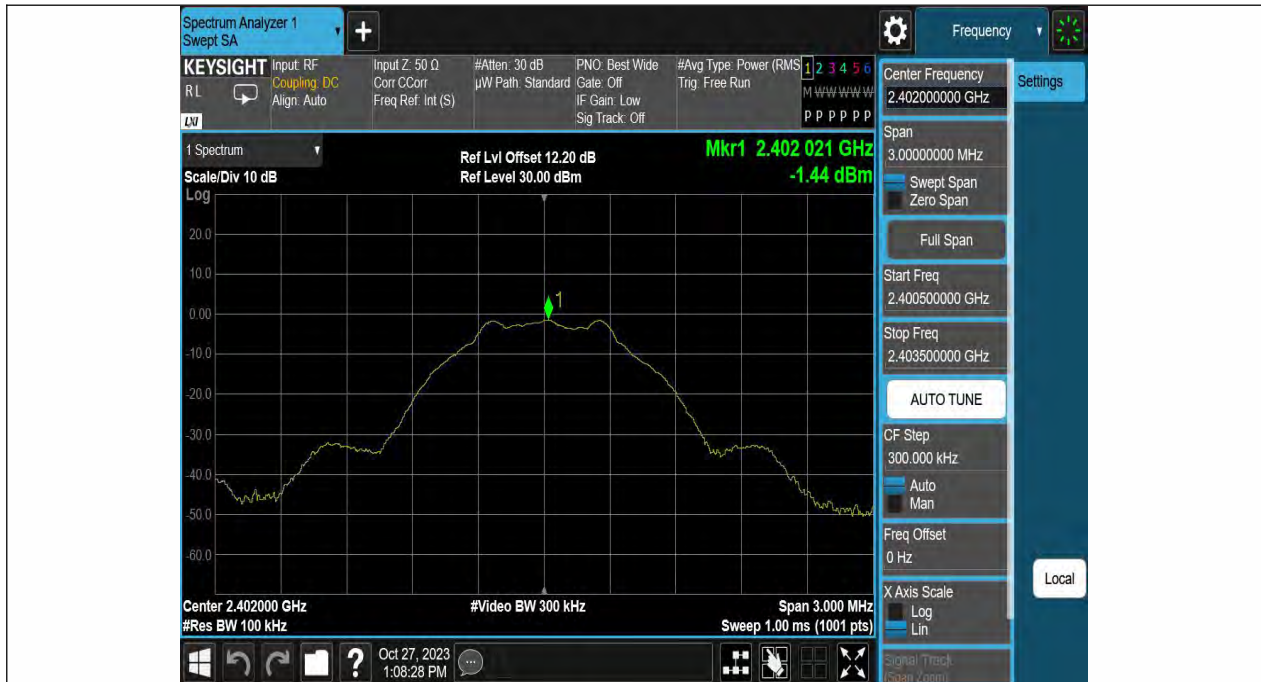 Spectrum Analyzer 1
Swept SA
+
Frequency
KEYSIGHT
RL
LXI
Input: RF
Coupling: DC
Align: Auto
Input Z: 50 Ω
Corr CCorr
Freq Ref: Int (S)
#Atten: 30 dB
µW Path: Standard
PNO: Best Wide
Gate: Off
IF Gain: Low
Sig Track: Off
#Avg Type: Power (RMS
Trig: Free Run
1 2 3 4 5 6
M W W W W W
P P P P P P
1 Spectrum
Scale/Div 10 dB
Log
Ref Lvl Offset 12.20 dB
Ref Level 30.00 dBm
Mkr1 2.402 021 GHz
-1.44 dBm
20.0
10.0
0.00
-10.0
-20.0
-30.0
-40.0
-50.0
-60.0
1
Center 2.402000 GHz
#Res BW 100 kHz
#Video BW 300 kHz
Span 3.000 MHz
Sweep 1.00 ms (1001 pts)
Center Frequency
2.402000000 GHz
Settings
Span
3.00000000 MHz
Swept Span
Zero Span
Full Span
Start Freq
2.400500000 GHz
Stop Freq
2.403500000 GHz
AUTO TUNE
CF Step
300.000 kHz
Auto
Man
Freq Offset
0 Hz
X Axis Scale
Log
Lin
Local
Signal Track
(Span Zoom)
?
Oct 27, 2023
1:08:28 PM